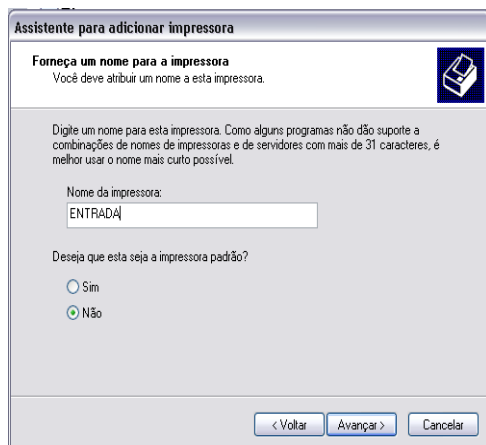 Assistente para adicionar impressora
Forneça um nome para a impressora
Você deve atribuir um nome a esta impressora.
Digite um nome para esta impressora. Como alguns programas não dão suporte a
combinações de nomes de impressoras e de servidores com mais de 31 caracteres, é
melhor usar o nome mais curto possível.
Nome da impressora:
ENTRADA
Deseja que esta seja a impressora padrão?
Sim
Não
< Voltar
Avançar >
Cancelar